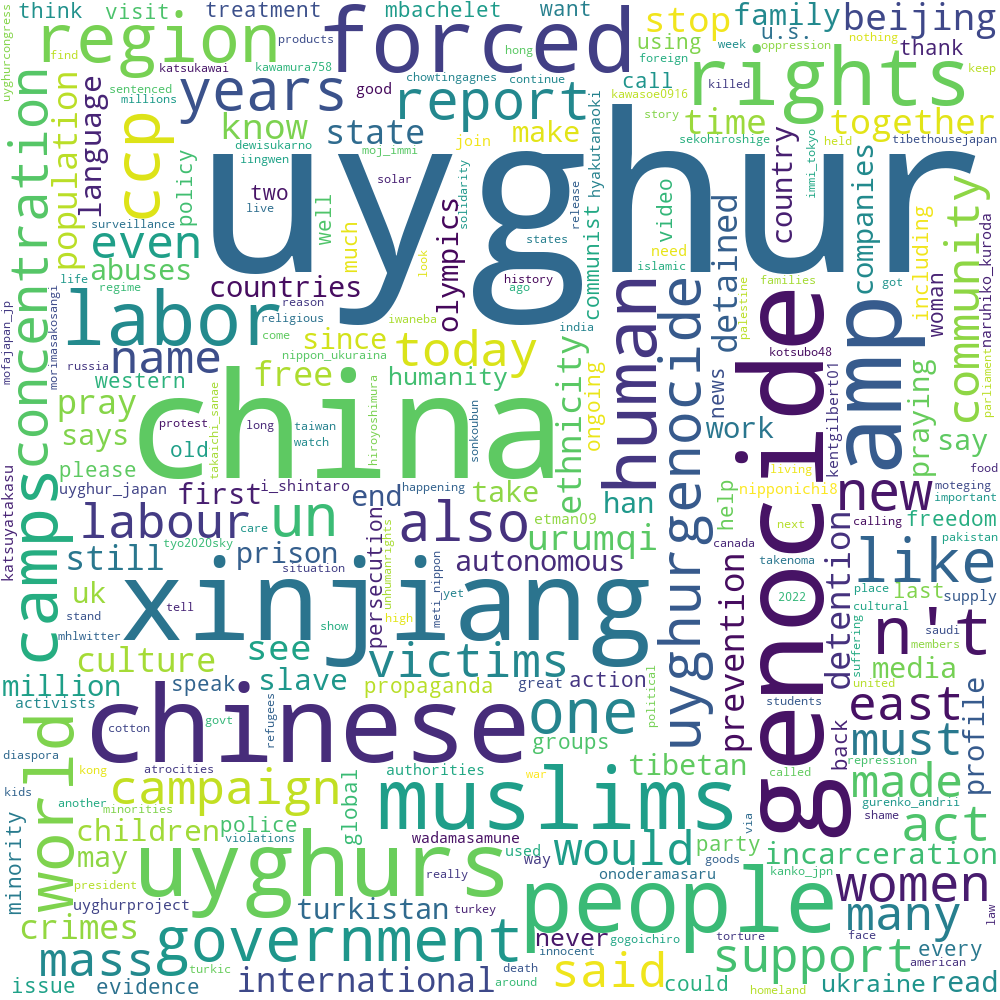 uyghur
china
xinjiang
genocide
chinese
uyghurs
people
forced
rights
muslims
human
labor
camps
concentration
region
government
amp
uyghurgenocide
world
ccp
years
report
n't
like
one
also
new
un
labour
name
today
mass
campaign
victims
said
support
act
women
many
east
must
made
would
international
community
beijing
stop
together
time
know
state
even
abuses
countries
population
language
olympics
since
free
humanity
pray
says
old
western
please
first
still
uk
prison
end
take
urumqi
autonomous
ethnicity
han
detained
work
country
companies
including
woman
praying
say
prevention
detention
freedom
last
supply
media
profile
back
incarceration
tibetan
groups
slave
see
culture
million
children
police
may
global
crimes
turkistan
minority
issue
evidence
never
could
ukraine
read
every
party
used
way
authorities
propaganda
persecution
speak
action
great
think
visit
treatment
mbachelet
want
u.s.
family
thank
using
call
make
join
video
communist
ongoing
news
help
policy
well
much
two
live
good
products
katsukawai
kawamura758
chowtingagnes
continue
hong
foreign
week
oppression
nothing
keep
killed
kawasoe0916
story
sekohiroshige
held
tibethousejapan
immi_tokyo
hyakutanaoki
solidarity
release
find
sentenced
millions
uyghurcongress
dewisukarno
iingwen
moj_immi
solar
surveillance
life
regime
religious
reason
come
russia
look
history
ago
states
islamic
need
families
palestine
india
iwaneba
nippon_ukuraina
mofajapan_jp
morimasakosangi
takaichi_sanae
hiroyoshimura
protest
long
taiwan
watch
sonkoubun
kotsubo48
kentgilbert01
naruhiko_kuroda
parliament
got
living
food
moteging
important
nipponichi8
calling
next
canada
takenoma
pakistan
2022
place
cultural
suffering
saudi
members
united
students
political
happening
i_shintaro
uyghur_japan
katsuyatakasu
etman09
tyo2020sky
care
situation
unhumanrights
meti_nippon
yet
high
tell
show
stand
mhlwitter
activists
diaspora
kong
kids
another
cotton
govt
refugees
atrocities
minorities
violations
war
wadamasamune
via
goods
onoderamasaru
called
repression
gurenko_andrii
shame
kanko_jpn
president
really
uyghurproject
turkey
turkic
gogoichiro
innocent
death
around
torture
face
american
law
homeland